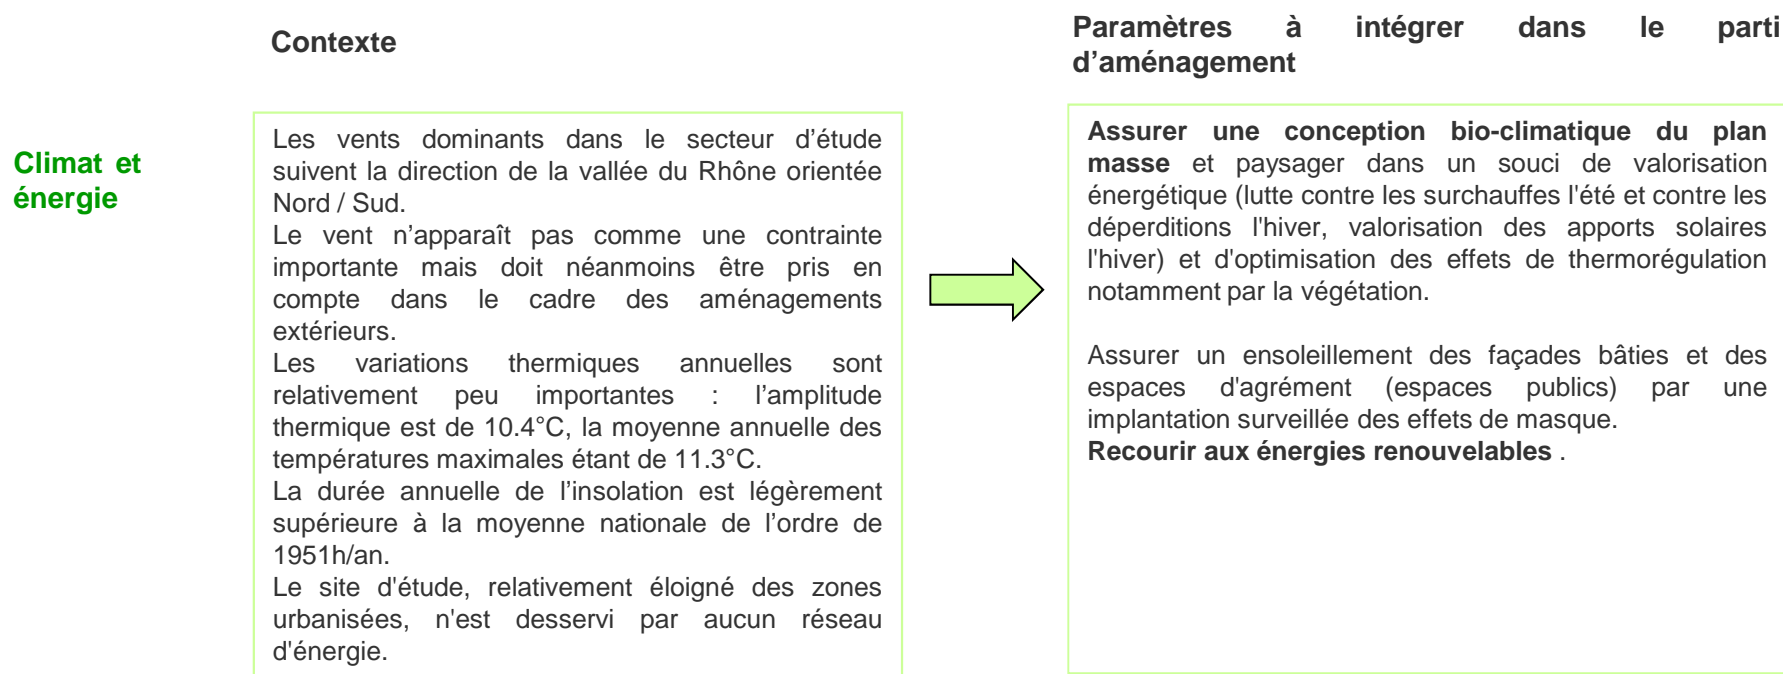 Contexte
Paramètres à intégrer dans le parti
d’aménagement
Climat et
énergie
Les vents dominants dans le secteur d’étude
suivent la direction de la vallée du Rhône orientée
Nord / Sud.
Le vent n’apparaît pas comme une contrainte
importante mais doit néanmoins être pris en
compte dans le cadre des aménagements
extérieurs.
Les variations thermiques annuelles sont
relativement peu importantes : l’amplitude
thermique est de 10.4°C, la moyenne annuelle des
températures maximales étant de 11.3°C.
La durée annuelle de l’insolation est légèrement
supérieure à la moyenne nationale de l’ordre de
1951h/an.
Le site d'étude, relativement éloigné des zones
urbanisées, n'est desservi par aucun réseau
d'énergie.
Assurer une conception bio-climatique du plan
masse et paysager dans un souci de valorisation
énergétique (lutte contre les surchauffes l'été et contre les
déperditions l'hiver, valorisation des apports solaires
l'hiver) et d'optimisation des effets de thermorégulation
notamment par la végétation.
Assurer un ensoleillement des façades bâties et des
espaces d'agrément (espaces publics) par une
implantation surveillée des effets de masque.
Recourir aux énergies renouvelables .